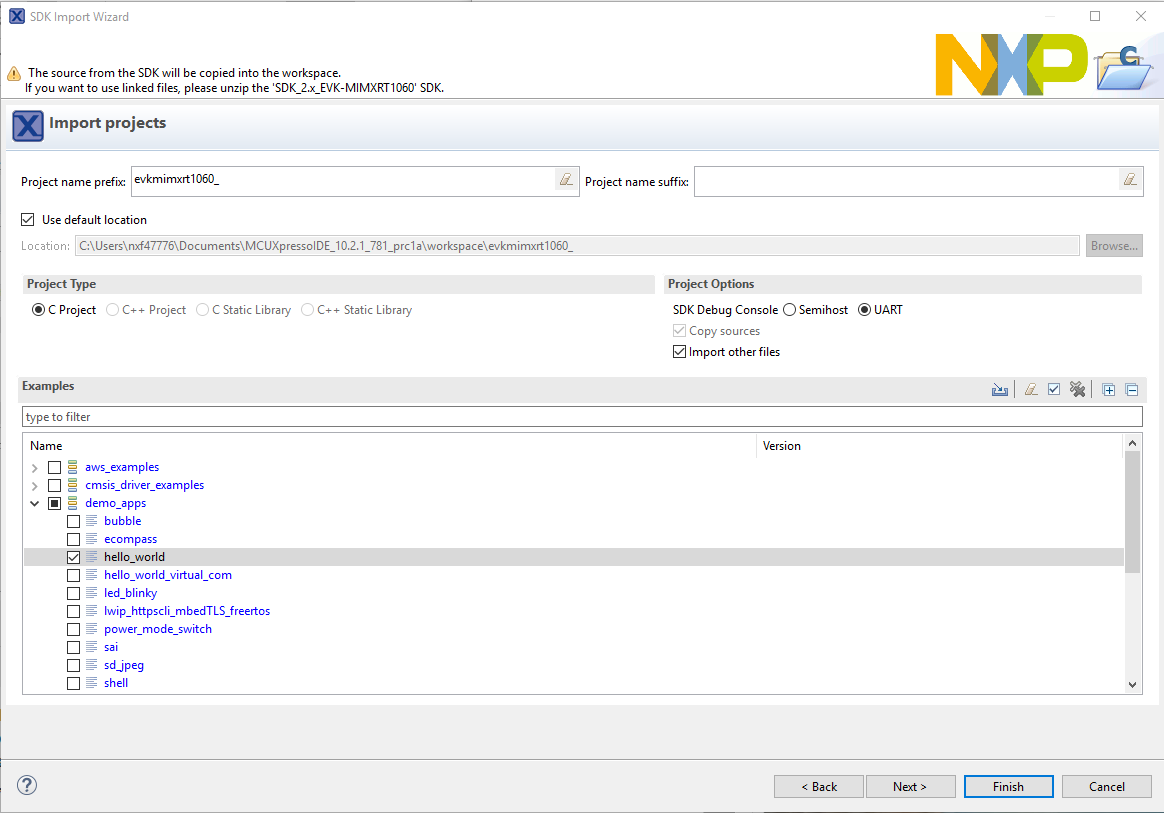 SDK Import Wizard
The source from the SDK will be copied into the workspace.
If you want to use linked files, please unzip the 'SDK_2.x_EVK-MIMXRT1060' SDK.
NXP
C
X Import projects
Project name prefix: evkmimxrt1060_ Project name suffix:
Use default location
Location: C:\Users\nxf47776\Documents\MCUXpressoIDE_10.2.1_781_prc1a\workspace\evkmimxrt1060_ Browse...
Project Type Project Options
C Project C++ Project C Static Library C++ Static Library SDK Debug Console Semihost UART
Copy sources
Import other files
Examples
type to filter
Name Version
aws_examples
cmsis_driver_examples
demo_apps
bubble
ecompass
hello_world
hello_world_virtual_com
led_blinky
lwip_httpscli_mbedTLS_freertos
power_mode_switch
sai
sd_jpeg
shell
? < Back Next > Finish Cancel